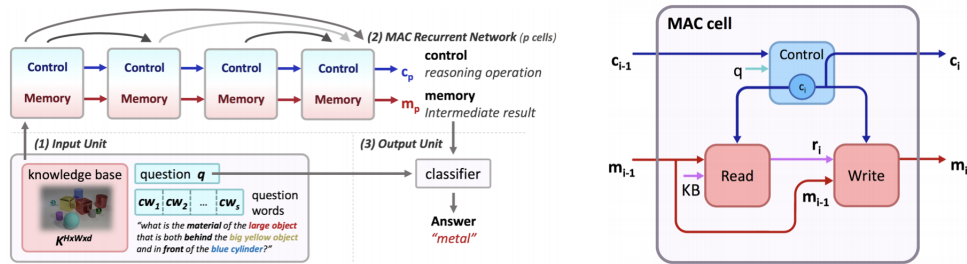 (2) MAC Recurrent Network (p cells)
Control
Memory
Control
Memory
Control
Memory
Control
Memory
control
c_p reasoning operation
memory
m_p Intermediate result
(1) Input Unit
knowledge base
K^HxWxd
question q
cw_1 cw_2 ... cw_s
question
words
"what is the material of the large object
that is both behind the big yellow object
and in front of the blue cylinder?"
(3) Output Unit
classifier
Answer
"metal"
MAC cell
c_i-1
q
Control
c_i
c_i
m_i-1
KB
Read
r_i
m_i-1
Write
m_i